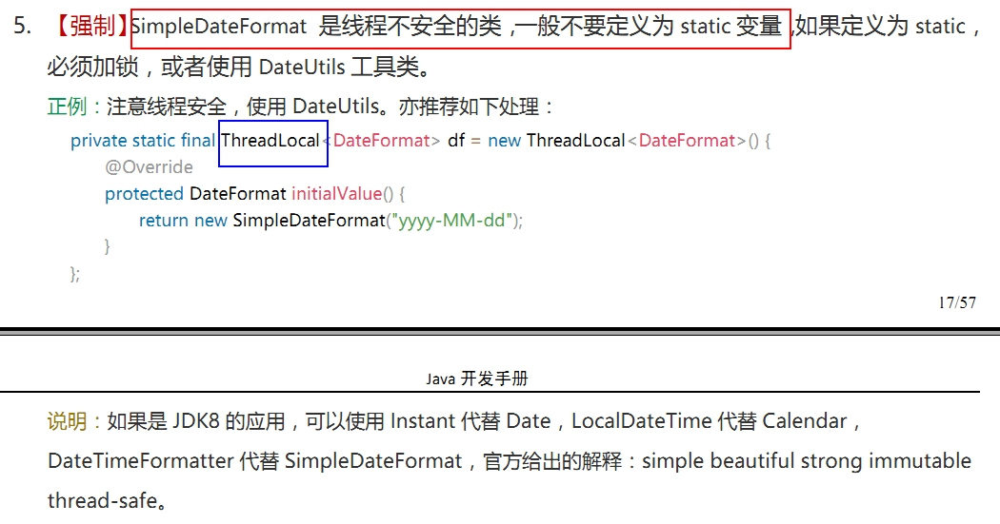 5. 【强制】SimpleDateFormat 是线程不安全的类，一般不要定义为 static 变量，如果定义为 static，
必须加锁，或者使用 DateUtils 工具类。
正例：注意线程安全，使用 DateUtils。亦推荐如下处理：
private static final ThreadLocal<DateFormat> df = new ThreadLocal<DateFormat>() {
@Override
protected DateFormat initialValue() {
return new SimpleDateFormat("yyyy-MM-dd");
}
};
17/57
Java 开发手册
说明：如果是 JDK8 的应用，可以使用 Instant 代替 Date，LocalDateTime 代替 Calendar，
DateTimeFormatter 代替 SimpleDateFormat，官方给出的解释：simple beautiful strong immutable
thread-safe。